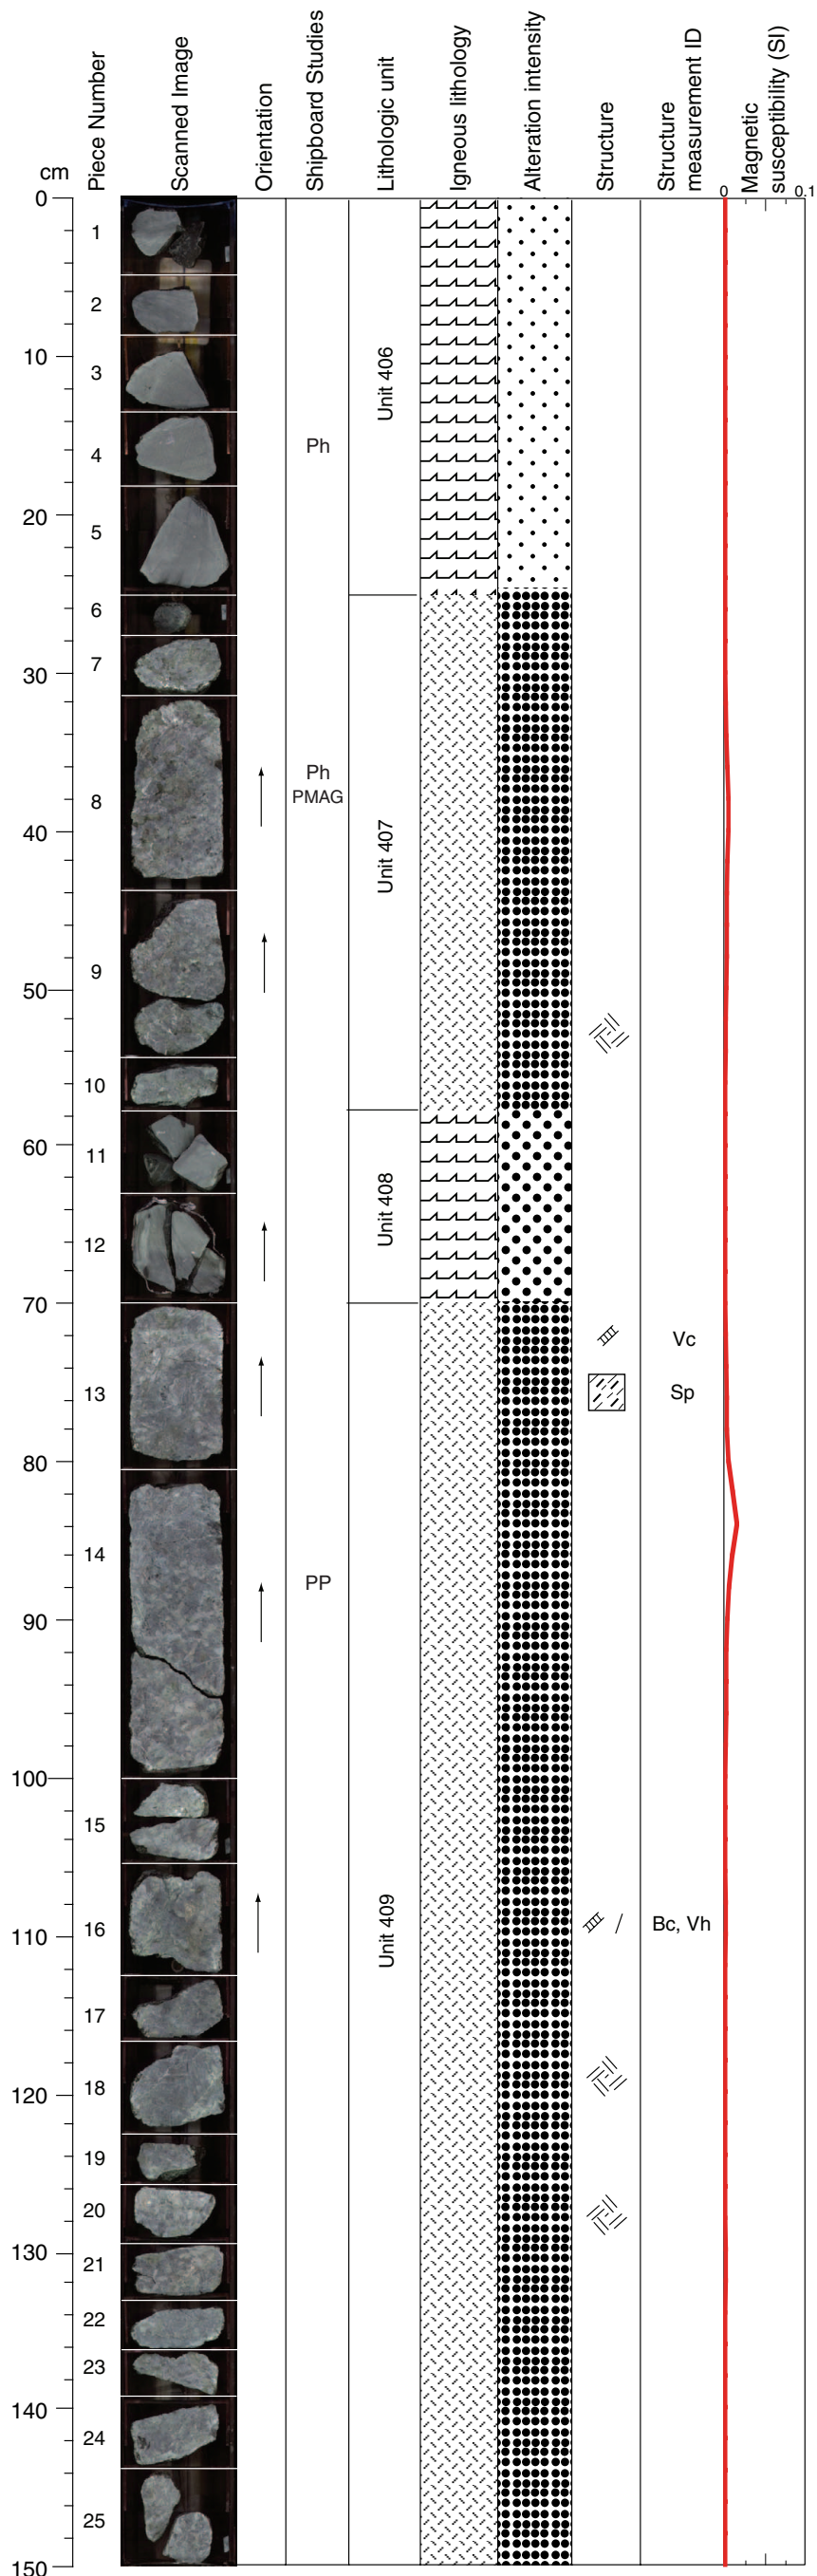 cm
Piece Number
Scanned Image
Orientation
Shipboard Studies
Lithologic unit
Igneous lithology
Alteration intensity
Structure
Structure
measurement ID
Magnetic
susceptibility (SI)
0 0.1
0
1
2
10
3
Unit 406
4
Ph
20
5
6
7
30
Ph
PMAG
8
40
Unit 407
9
50
10
60
11
Unit 408
12
70
Vc
13
Sp
80
14
PP
90
100
15
Unit 409
16
Bc, Vh
110
17
18
120
19
20
130
21
22
23
140
24
25
150